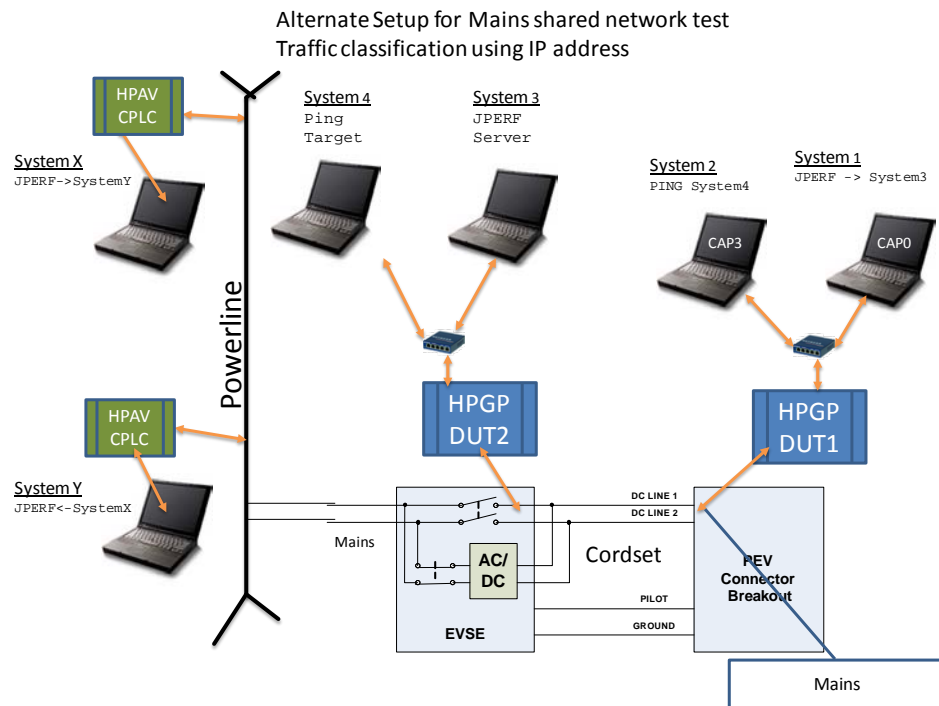 Alternate Setup for Mains shared network test
Traffic classification using IP address
HPAV
CPLC
System X
JPERF->SystemY
System 4
Ping
Target
System 3
JPERF
Server
System 2
PING System4
System 1
JPERF -> System3
CAP3
CAP0
Powerline
HPGP
DUT2
HPGP
DUT1
HPAV
CPLC
System Y
JPERF<-SystemX
Mains
DC LINE 1
DC LINE 2
AC/
DC
Cordset
PEV
Connector
Breakout
PILOT
GROUND
EVSE
Mains